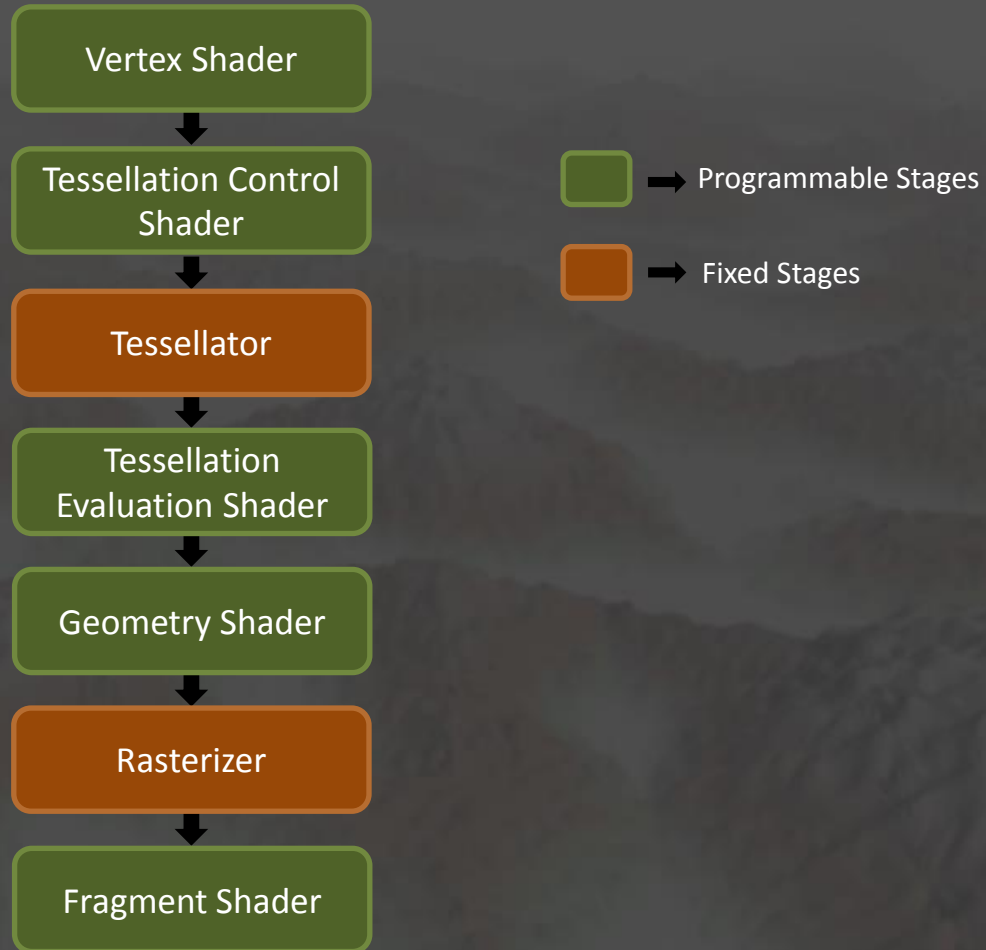 Vertex Shader
Tessellation Control
Shader
Programmable Stages
Fixed Stages
Tessellator
Tessellation
Evaluation Shader
Geometry Shader
Rasterizer
Fragment Shader